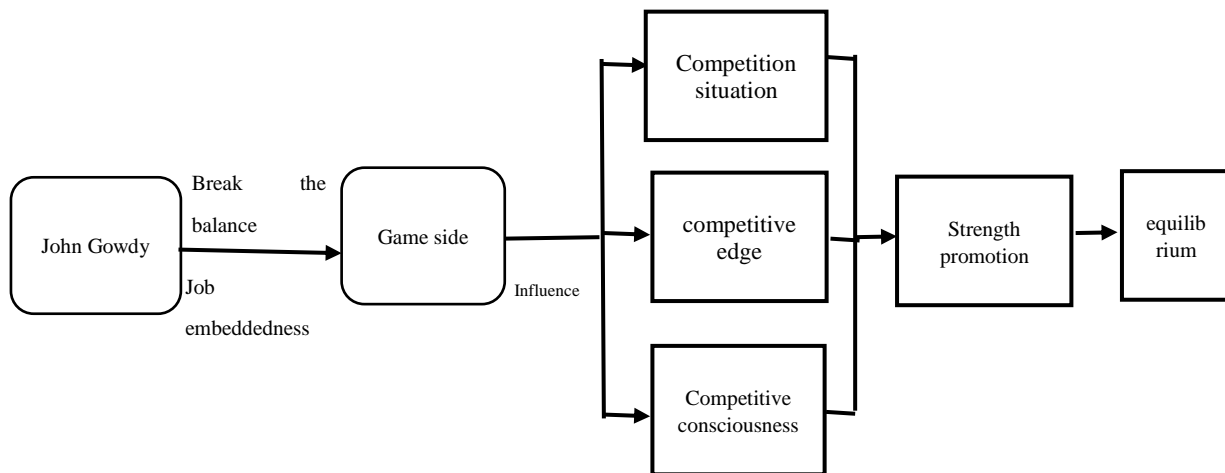 John Gowdy
Break the
balance
Job
embeddedness
Game side
Influence
Competition
situation
competitive
edge
Competitive
consciousness
Strength
promotion
equilib
rium